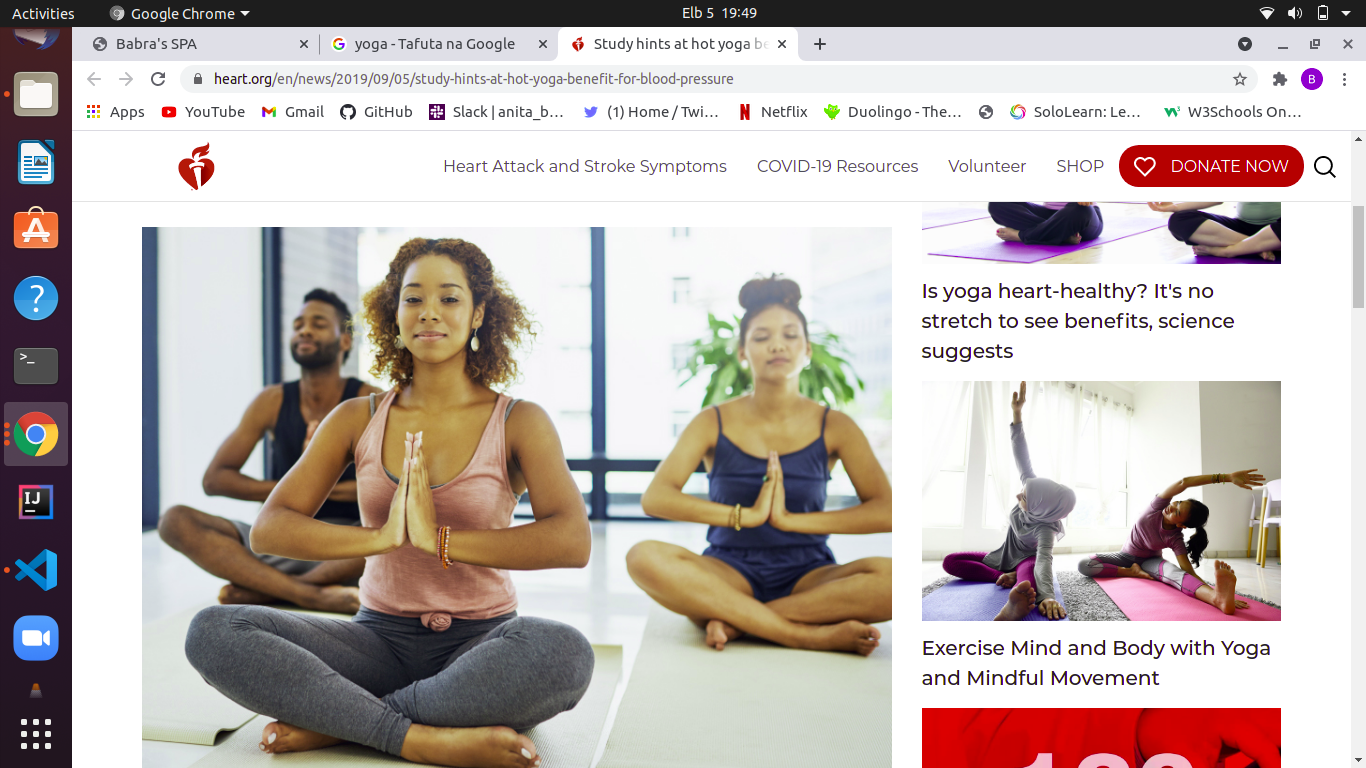 Activities
Google Chrome
Elb 5 19:49
Babra's SPA
yoga - Tafuta na Google
Study hints at hot yoga be
heart.org/en/news/2019/09/05/study-hints-at-hot-yoga-benefit-for-blood-pressure
B
Apps
YouTube
Gmail
GitHub
Slack | anita_b…
(1) Home / Twi…
Netflix
Duolingo - The…
SoloLearn: Le…
W3Schools On…
Heart Attack and Stroke Symptoms
COVID-19 Resources
Volunteer
SHOP
DONATE NOW
Is yoga heart-healthy? It's no
stretch to see benefits, science
suggests
Exercise Mind and Body with Yoga
and Mindful Movement
>_
IJ